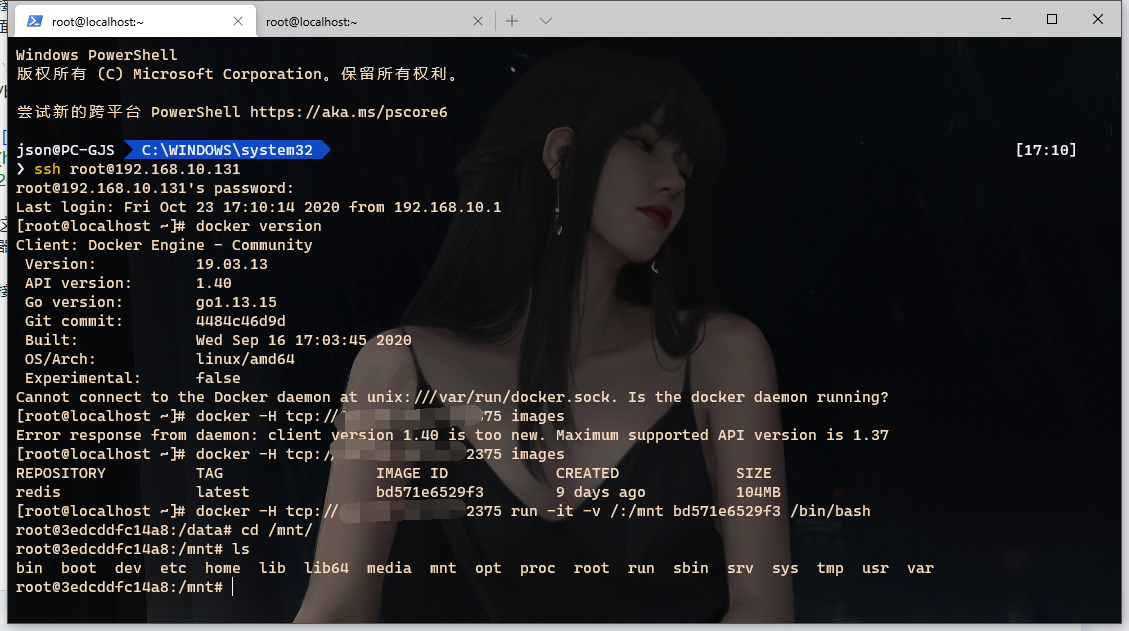 root@localhost:~ root@localhost:~
Windows PowerShell
版权所有 (C) Microsoft Corporation。保留所有权利。
尝试新的跨平台 PowerShell https://aka.ms/pscore6
json@PC-GJS C:\WINDOWS\system32 [17:10]
❯ ssh root@192.168.10.131
root@192.168.10.131's password:
Last login: Fri Oct 23 17:10:14 2020 from 192.168.10.1
[root@localhost ~]# docker version
Client: Docker Engine - Community
Version: 19.03.13
API version: 1.40
Go version: go1.13.15
Git commit: 4484c46d9d
Built: Wed Sep 16 17:03:45 2020
OS/Arch: linux/amd64
Experimental: false
Cannot connect to the Docker daemon at unix:///var/run/docker.sock. Is the docker daemon running?
[root@localhost ~]# docker -H tcp:// 75 images
Error response from daemon: client version 1.40 is too new. Maximum supported API version is 1.37
[root@localhost ~]# docker -H tcp:// 2375 images
REPOSITORY TAG IMAGE ID CREATED SIZE
redis latest bd571e6529f3 9 days ago 104MB
[root@localhost ~]# docker -H tcp:// 2375 run -it -v /:/mnt bd571e6529f3 /bin/bash
root@3edcddfc14a8:/data# cd /mnt/
root@3edcddfc14a8:/mnt# ls
bin boot dev etc home lib lib64 media mnt opt proc root run sbin srv sys tmp usr var
root@3edcddfc14a8:/mnt#